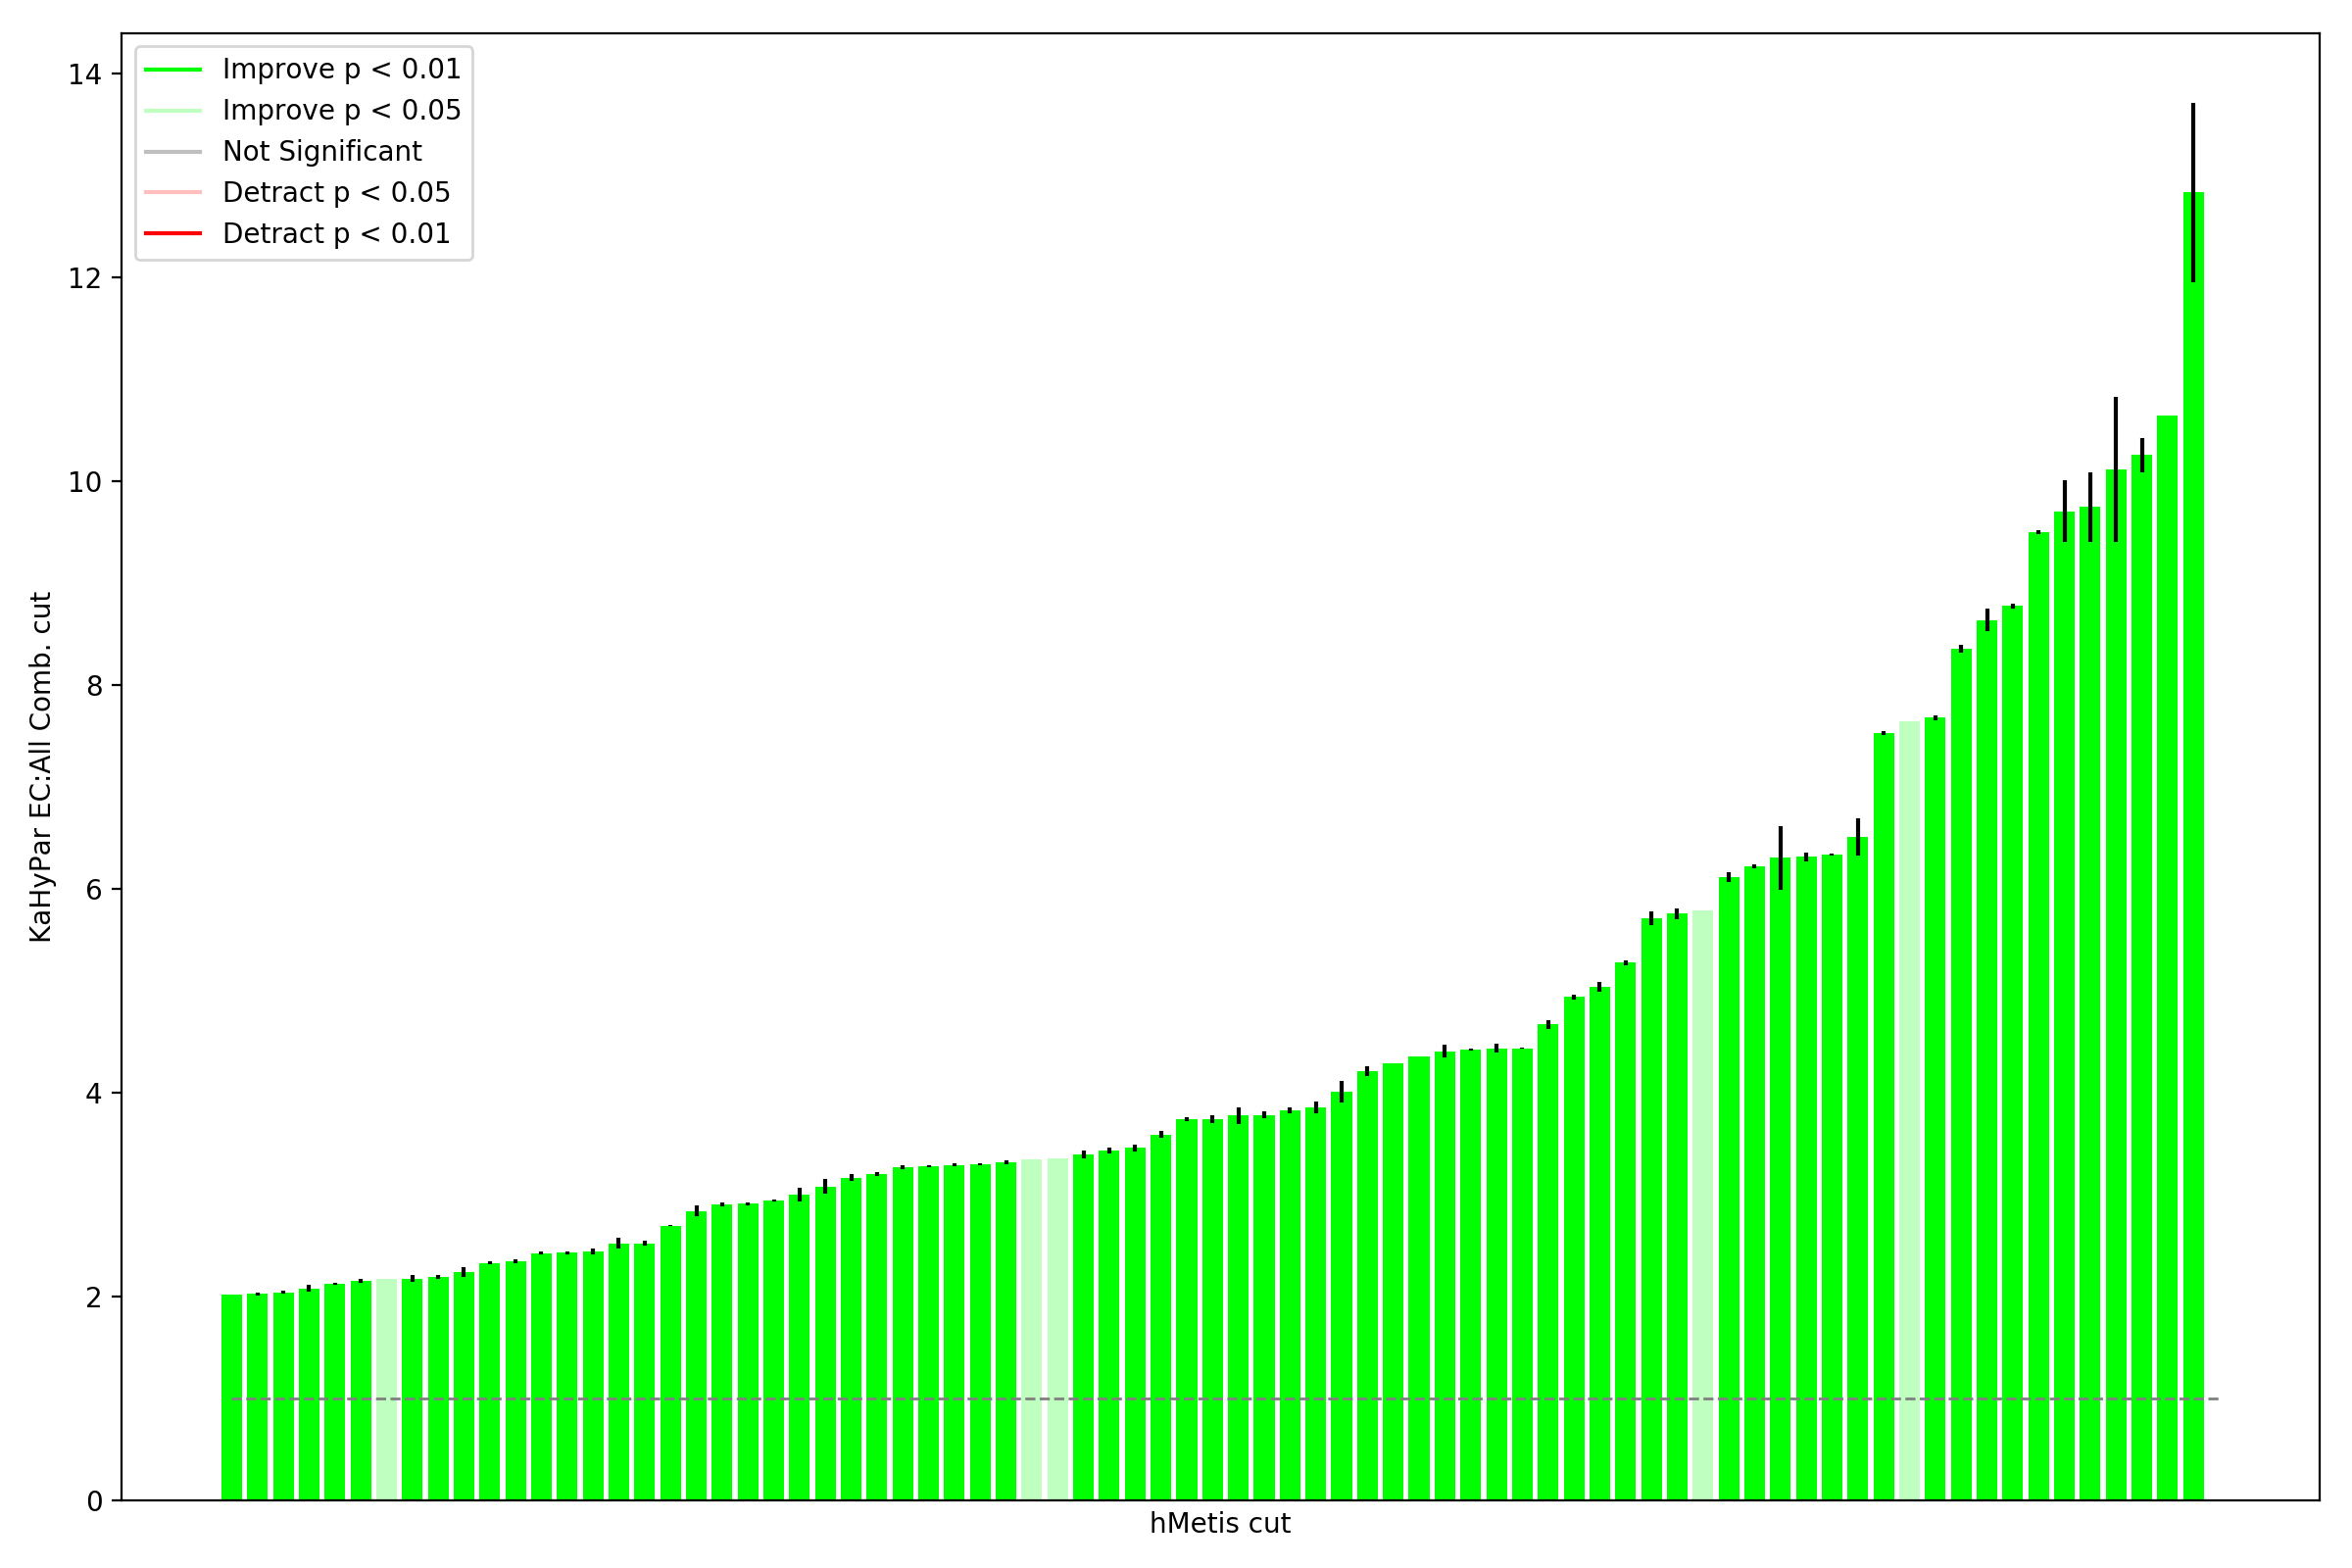 Improve p < 0.01
Improve p < 0.05
Not Significant
Detract p < 0.05
Detract p < 0.01
14
12
10
8
6
4
2
0
KaHyPar EC:All Comb. cut
hMetis cut